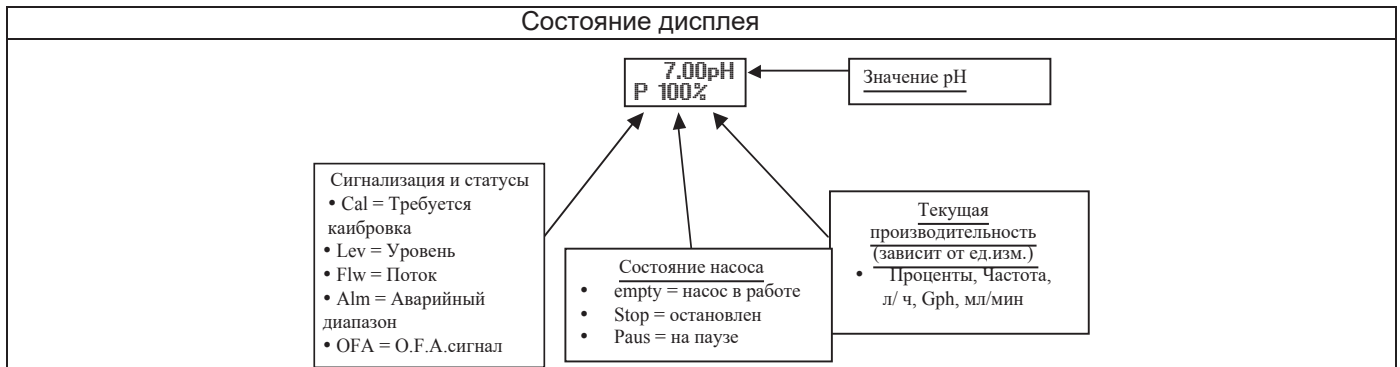 Состояние дисплея
7.00pH
P 100%
Значение pH
Сигнализация и статусы
• Cal = Требуется
каибровка
• Lev = Уровень
• Flw = Поток
• Alm = Аварийный
диапазон
• OFA = O.F.A.сигнал
Состояние насоса
• empty = насос в работе
• Stop = остановлен
• Paus = на паузе
Текущая
производительность
(зависит от ед.изм.)
• Проценты, Частота,
л/ ч, Gph, мл/мин